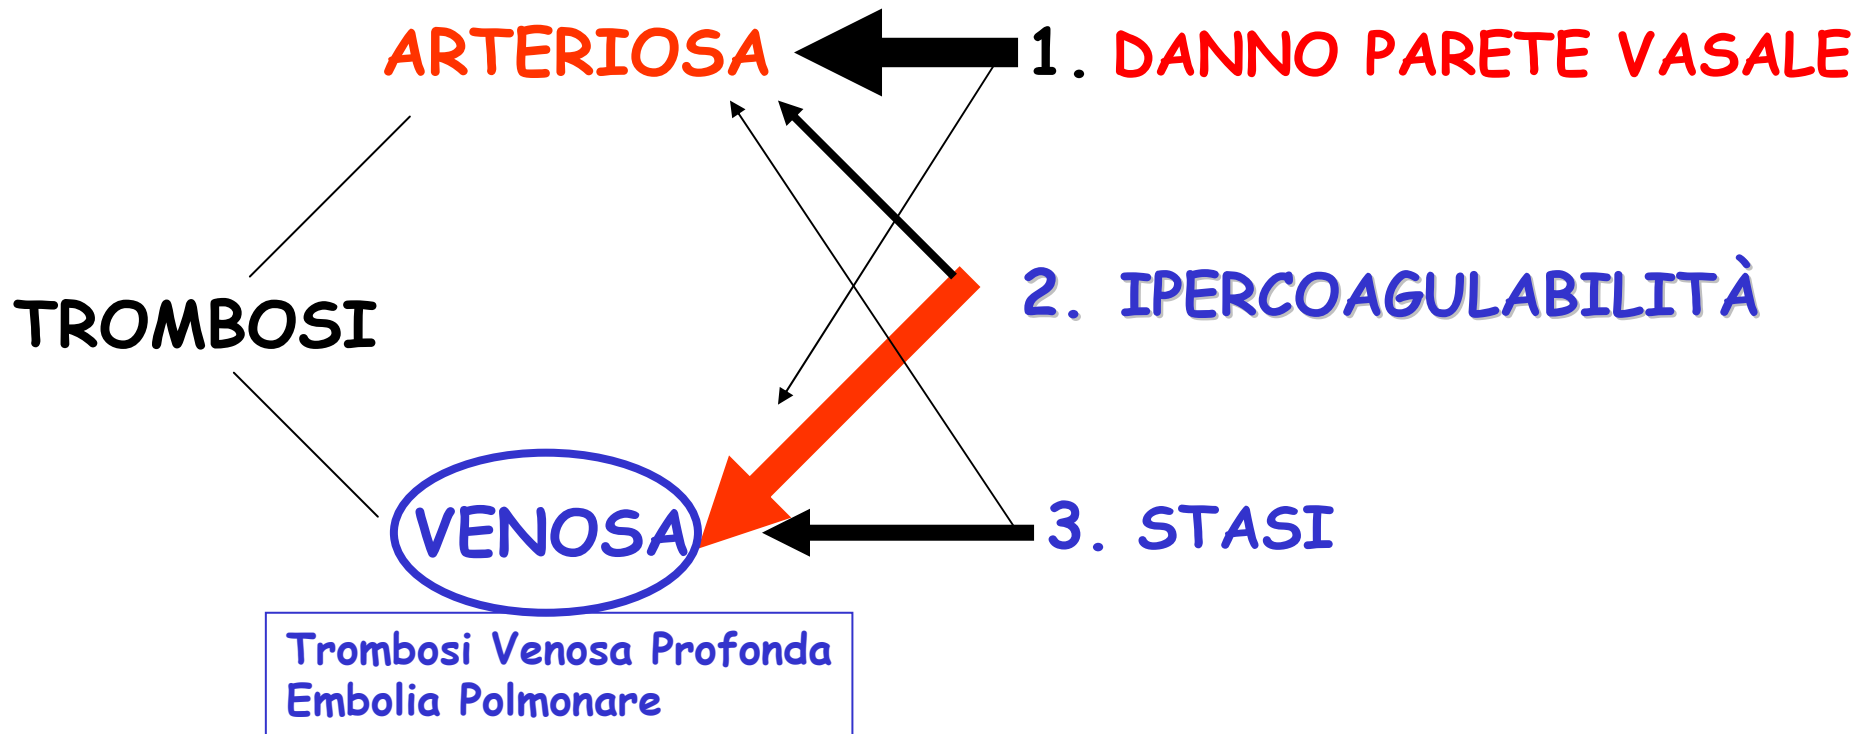 ARTERIOSA
1. DANNO PARETE VASALE
TROMBOSI
2. IPERCOAGULABILITÀ
VENOSA
3. STASI
Trombosi Venosa Profonda
Embolia Polmonare